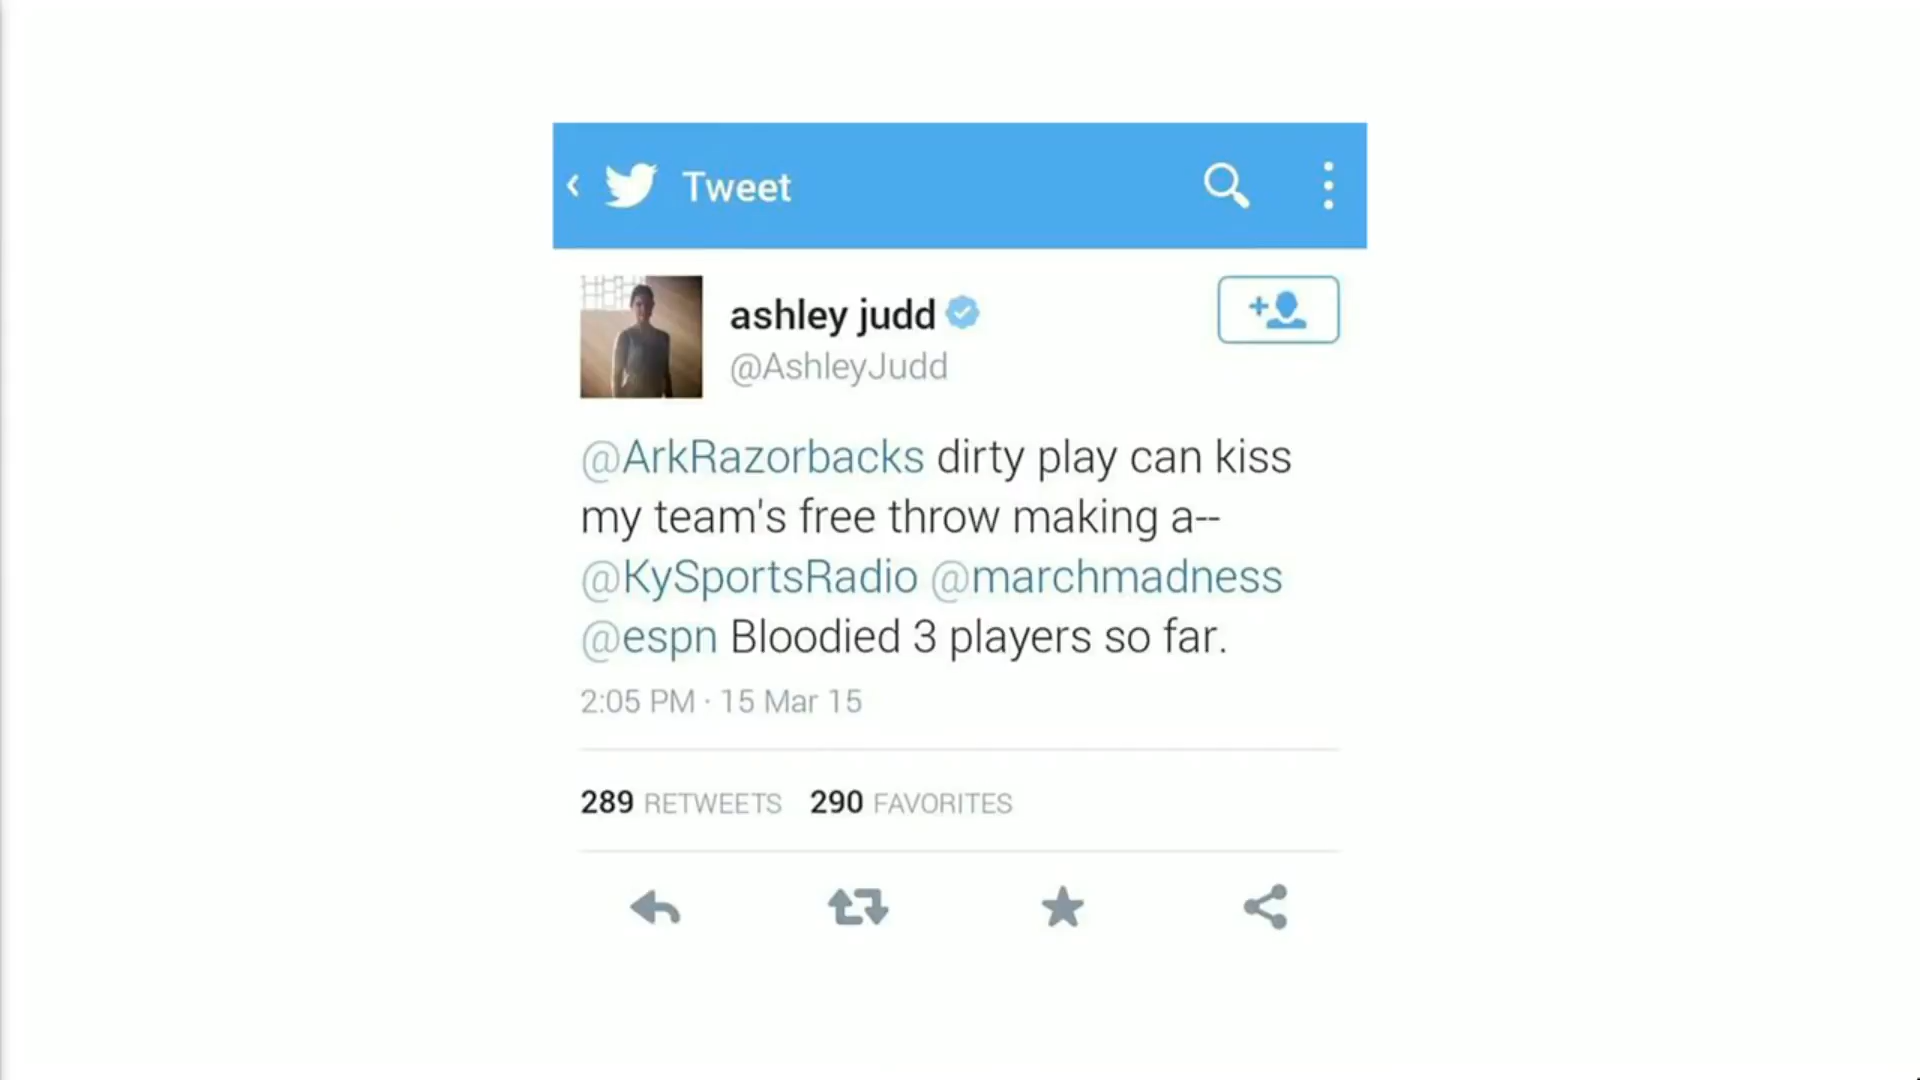 Tweet
ashley judd
@AshleyJudd
@ArkRazorbacks dirty play can kiss
my team's free throw making a--
@KySportsRadio @marchmadness
@espn Bloodied 3 players so far.
2:05 PM · 15 Mar 15
289 RETWEETS 290 FAVORITES